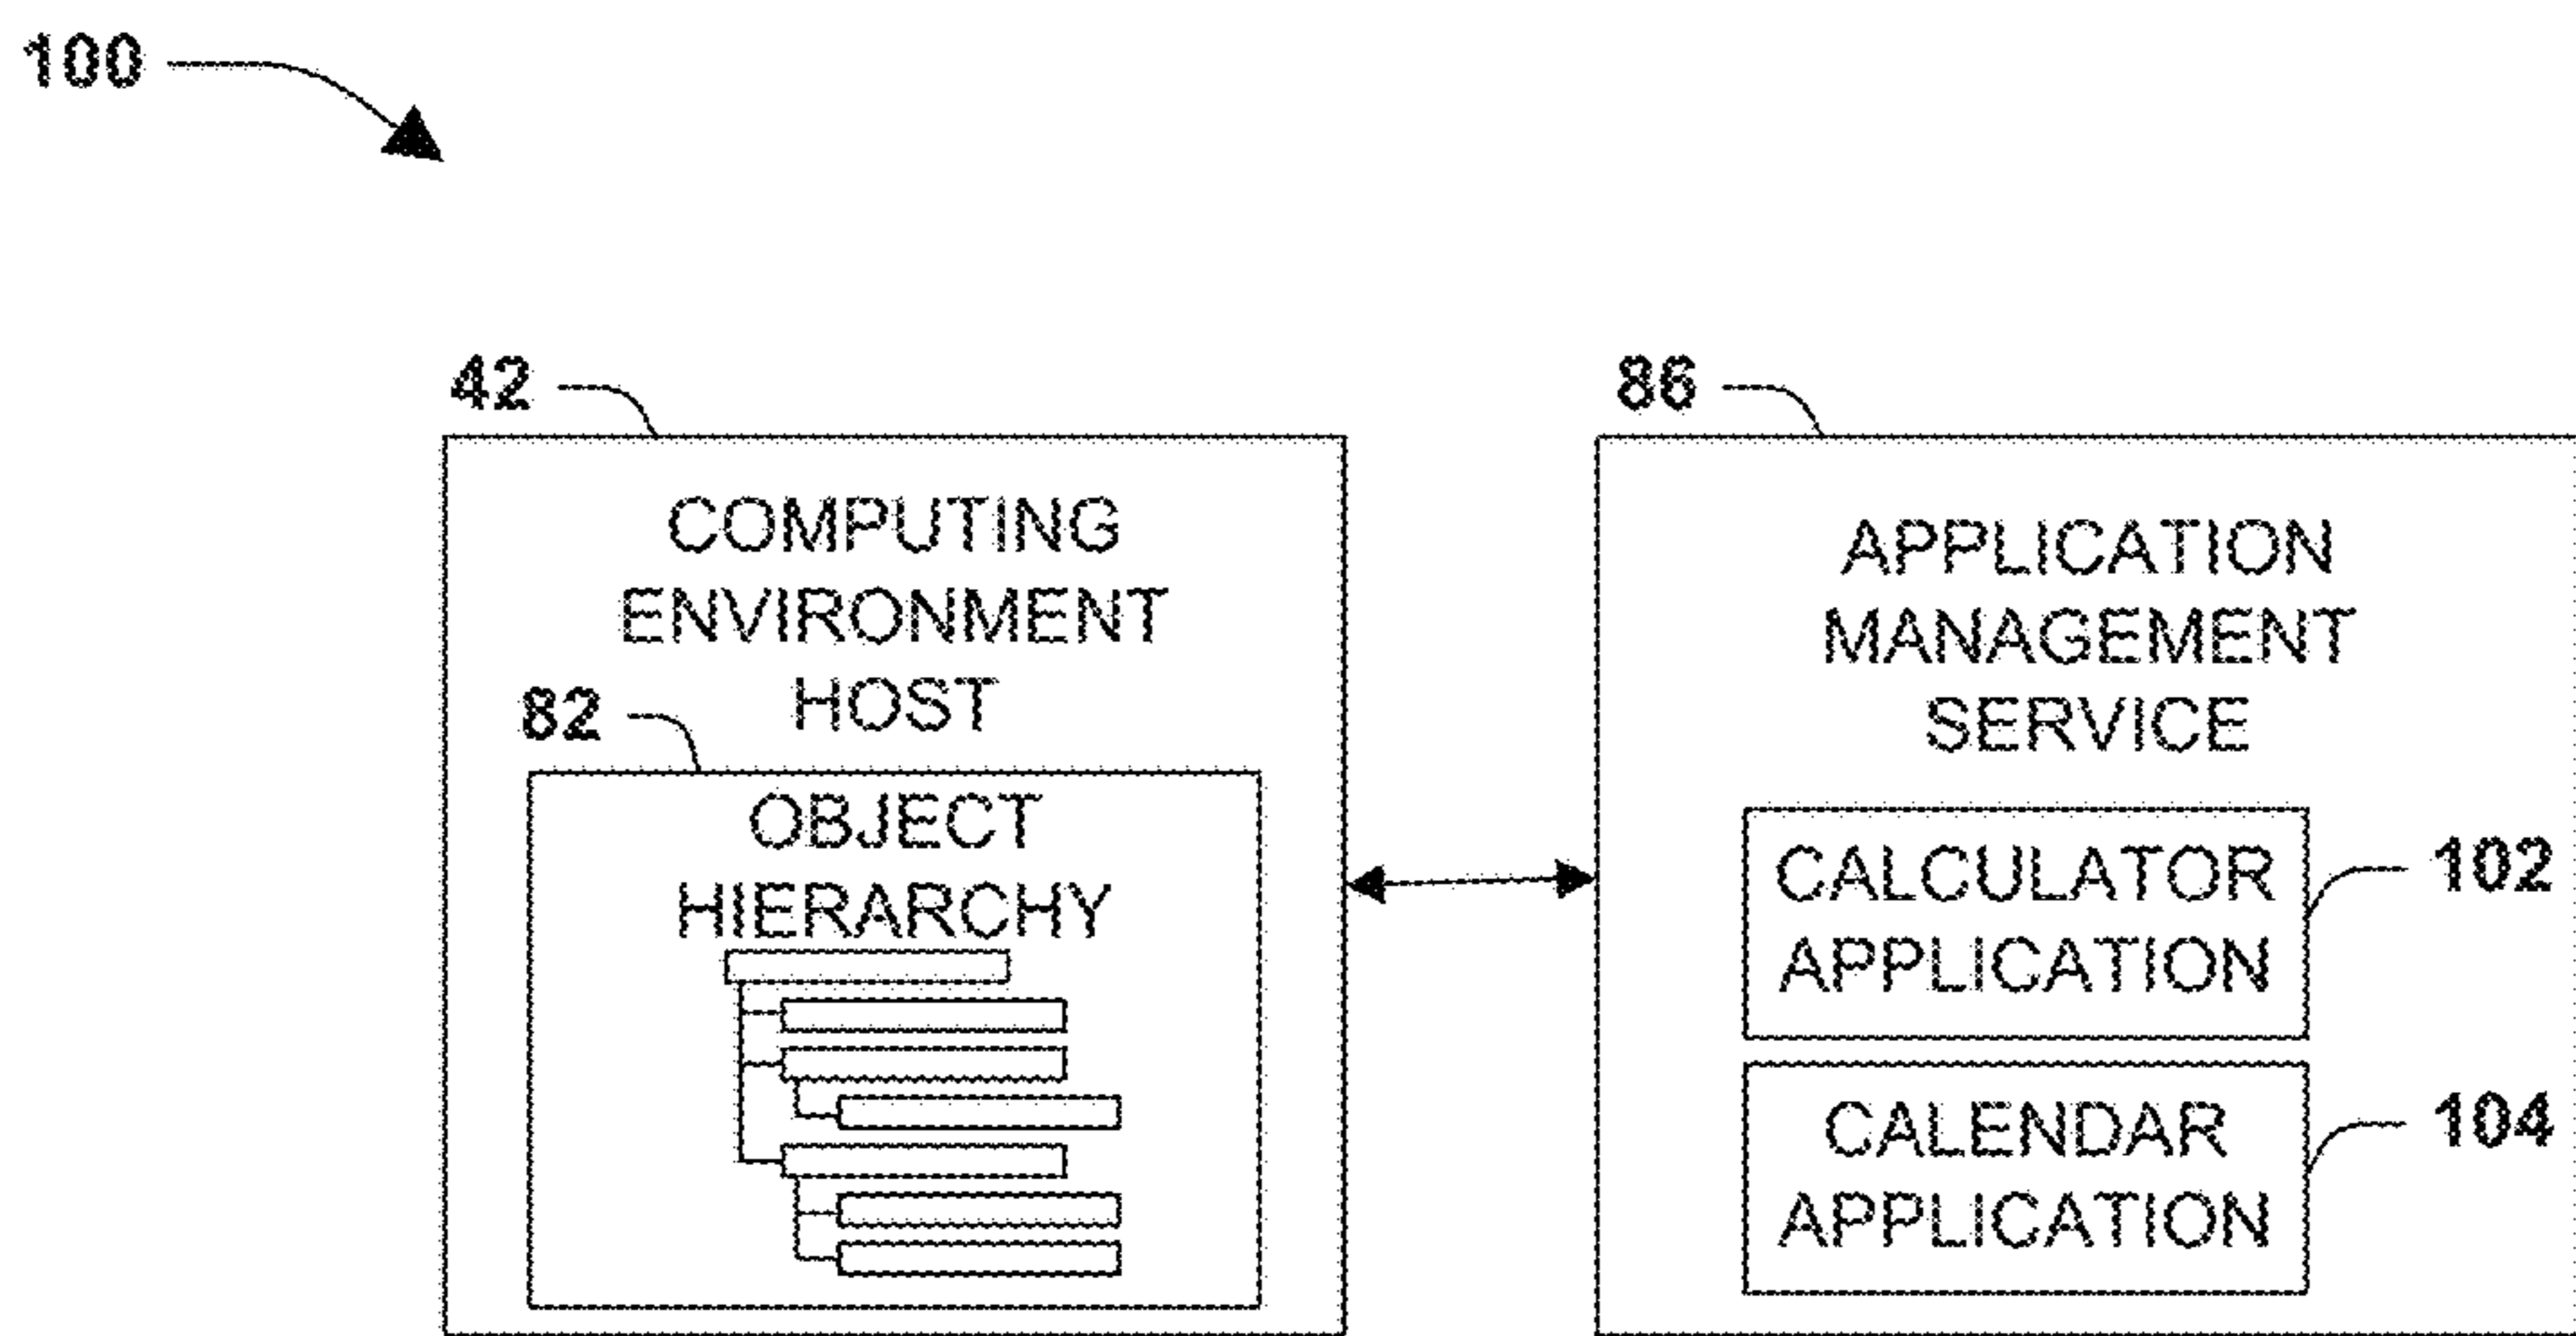 100
42
COMPUTING
ENVIRONMENT
HOST
82
OBJECT
HIERARCHY
86
APPLICATION
MANAGEMENT
SERVICE
CALCULATOR
APPLICATION
102
CALENDAR
APPLICATION
104